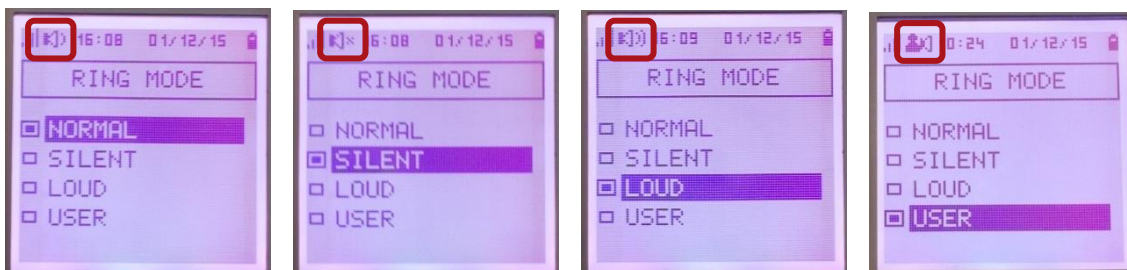 16:08 01/12/15
RING MODE
NORMAL
SILENT
LOUD
USER
6:08 01/12/15
RING MODE
NORMAL
SILENT
LOUD
USER
6:09 01/12/15
RING MODE
NORMAL
SILENT
LOUD
USER
0:24 01/12/15
RING MODE
NORMAL
SILENT
LOUD
USER